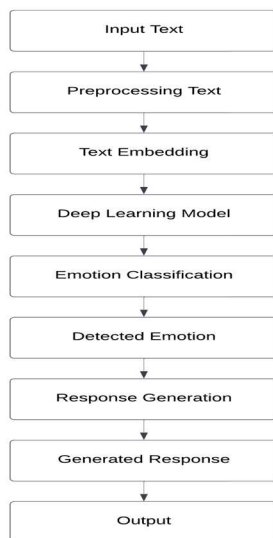 Input Text
Preprocessing Text
Text Embedding
Deep Learning Model
Emotion Classification
Detected Emotion
Response Generation
Generated Response
Output